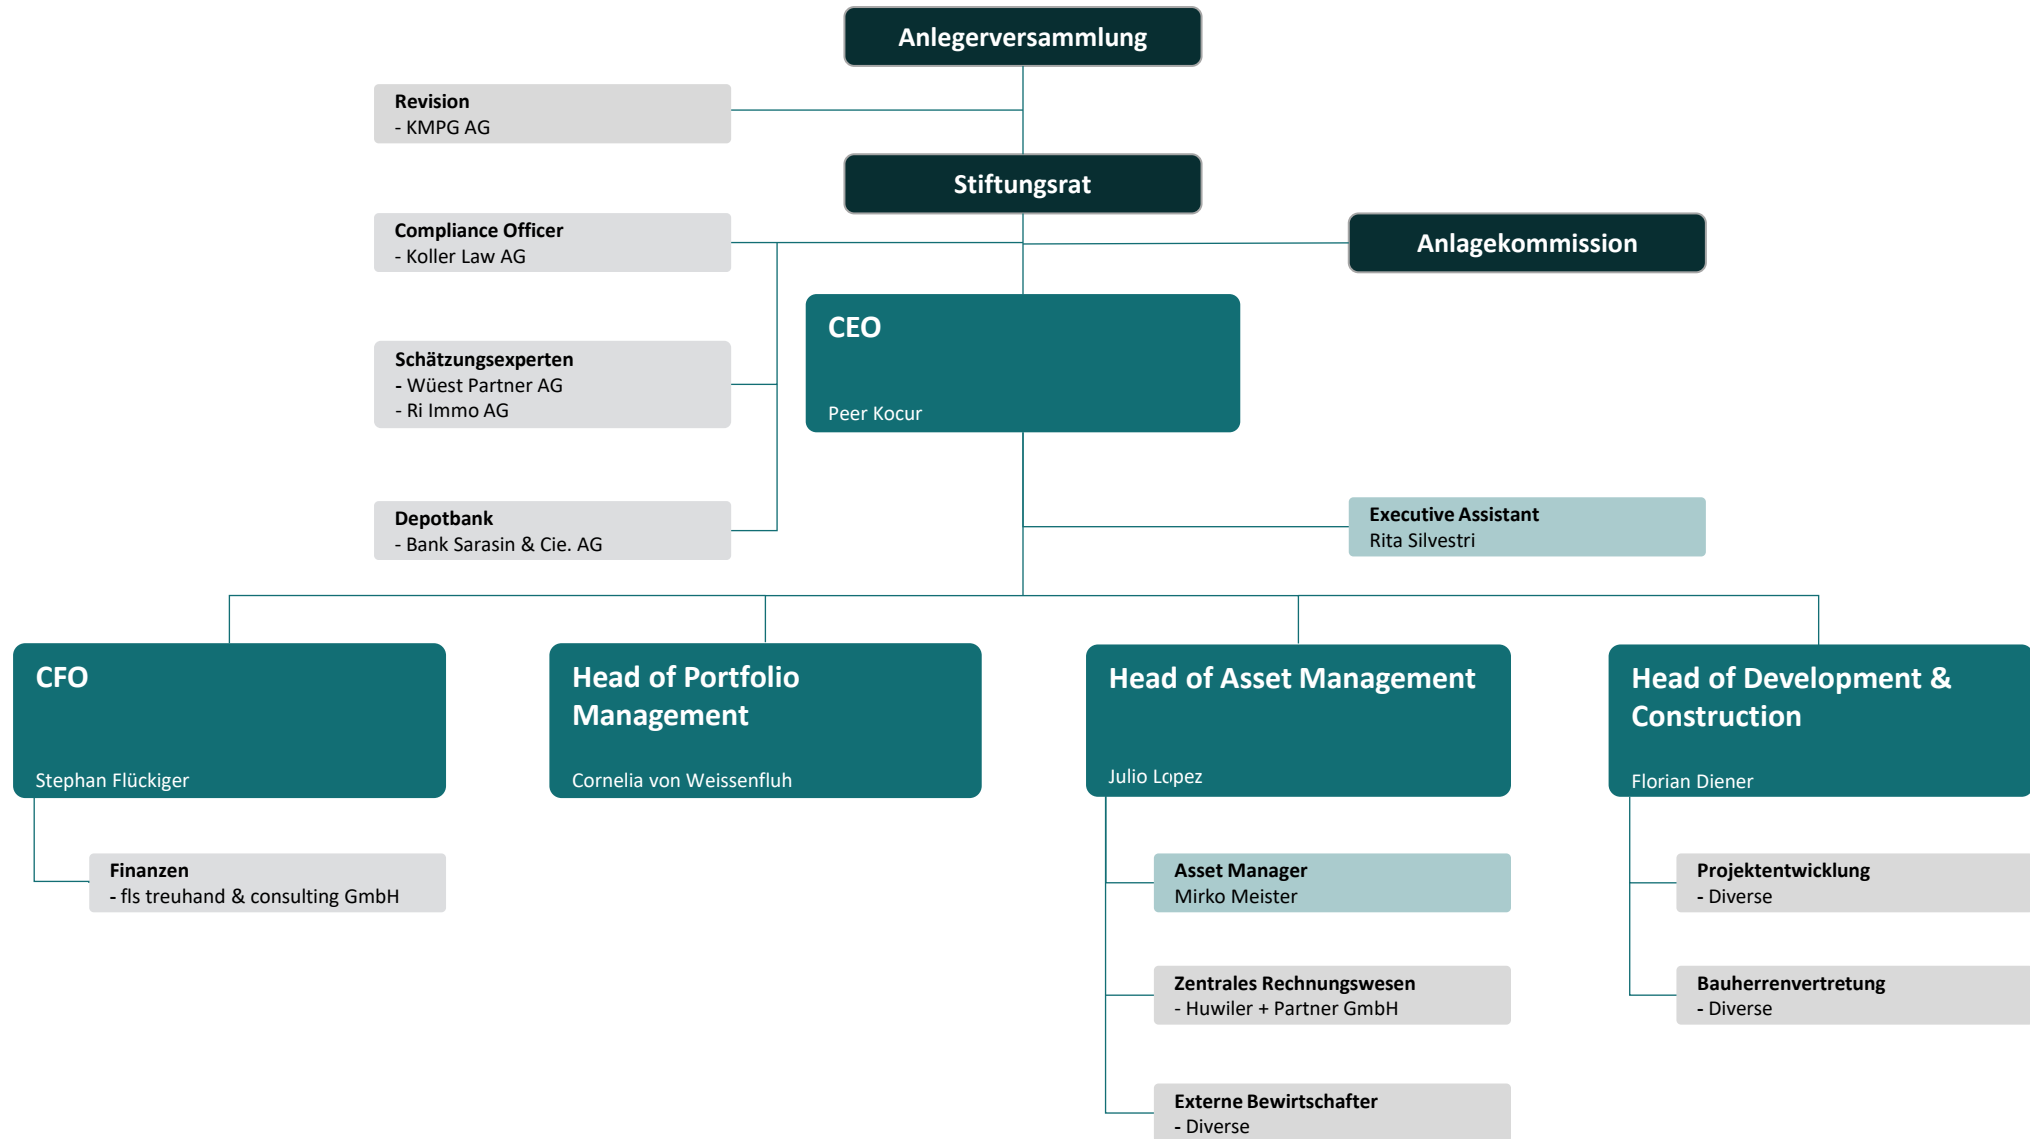 Anlegerversammlung
Revision
- KMPG AG
Stiftungsrat
Compliance Officer
- Koller Law AG
Anlagekommission
CEO
Peer Kocur
Schätzungsexperten
- Wüest Partner AG
- Ri Immo AG
Depotbank
- Bank Sarasin & Cie. AG
Executive Assistant
Rita Silvestri
CFO
Stephan Flückiger
Head of Portfolio
Management
Cornelia von Weissenfluh
Head of Asset Management
Julio Lopez
Head of Development &
Construction
Florian Diener
Finanzen
- fls treuhand & consulting GmbH
Asset Manager
Mirko Meister
Zentrales Rechnungswesen
- Huwiler + Partner GmbH
Externe Bewirtschafter
- Diverse
Projektentwicklung
- Diverse
Bauherrenvertretung
- Diverse